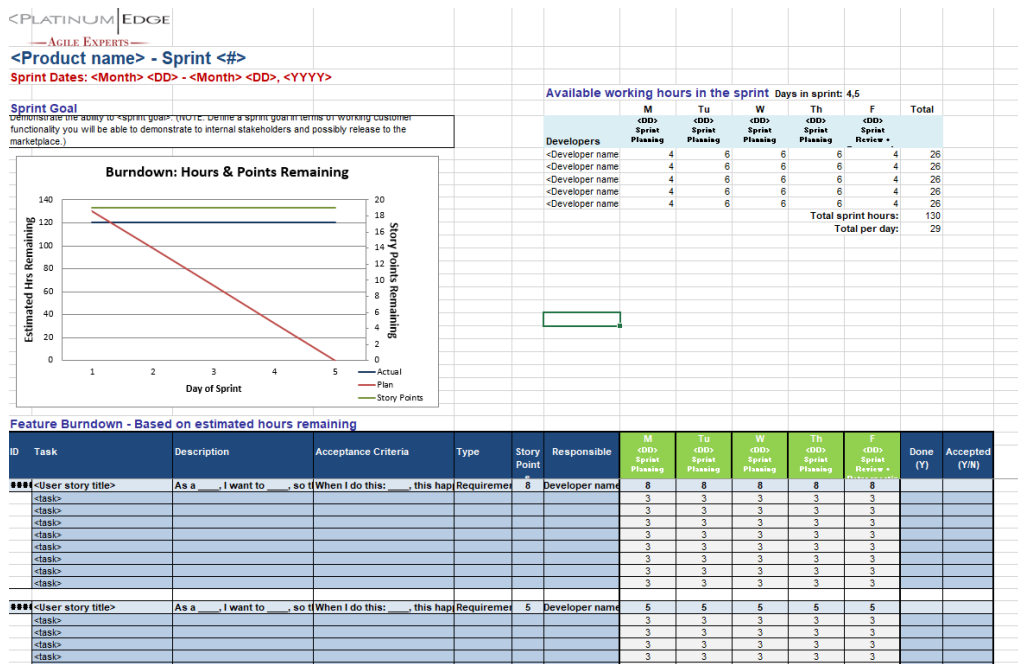 <PLATINUM EDGE
AGILE EXPERTS
<Product name> - Sprint <#>
Sprint Dates: <Month> <DD> - <Month> <DD>, <YYYY>
Sprint Goal
Demonstrate the ability to <sprint goal>. (NOTE: Define a sprint goal in terms of working customer
functionality you will be able to demonstrate to internal stakeholders and possibly release to the
marketplace.)
Available working hours in the sprint Days in sprint: 4,5
M Tu W Th F Total
<DD> <DD> <DD> <DD> <DD>
Sprint Sprint Sprint Sprint Sprint
Developers Planning Planning Planning Planning Review +
<Developer name 4 6 6 6 4 26
<Developer name 4 6 6 6 4 26
<Developer name 4 6 6 6 4 26
<Developer name 4 6 6 6 4 26
<Developer name 4 6 6 6 4 26
Total sprint hours: 130
Total per day: 29
Burndown: Hours & Points Remaining
Estimated Hrs Remaining
140
120
100
80
60
40
20
0
20
18
16
14
12
10
8
6
4
2
0
Story Points Remaining
1 2 3 4 5
Day of Sprint
Actual
Plan
Story Points
Feature Burndown - Based on estimated hours remaining
ID Task Description Acceptance Criteria Type Story Point Responsible M <DD> Sprint Planning Tu <DD> Sprint Planning W <DD> Sprint Planning Th <DD> Sprint Planning F <DD> Sprint Review + Done (Y) Accepted (Y/N)
#### <User story title> As a ____, I want to ____, so t When I do this: ____, this hap Requiremer 8 Developer name 8 8 8 8 8
<task> 3 3 3 3 3
<task> 3 3 3 3 3
<task> 3 3 3 3 3
<task> 3 3 3 3 3
<task> 3 3 3 3 3
<task> 3 3 3 3 3
<task> 3 3 3 3 3
<task> 3 3 3 3 3
#### <User story title> As a ____, I want to ____, so t When I do this: ____, this hap Requiremer 5 Developer name 5 5 5 5 5
<task> 3 3 3 3 3
<task> 3 3 3 3 3
<task> 3 3 3 3 3
<task> 3 3 3 3 3